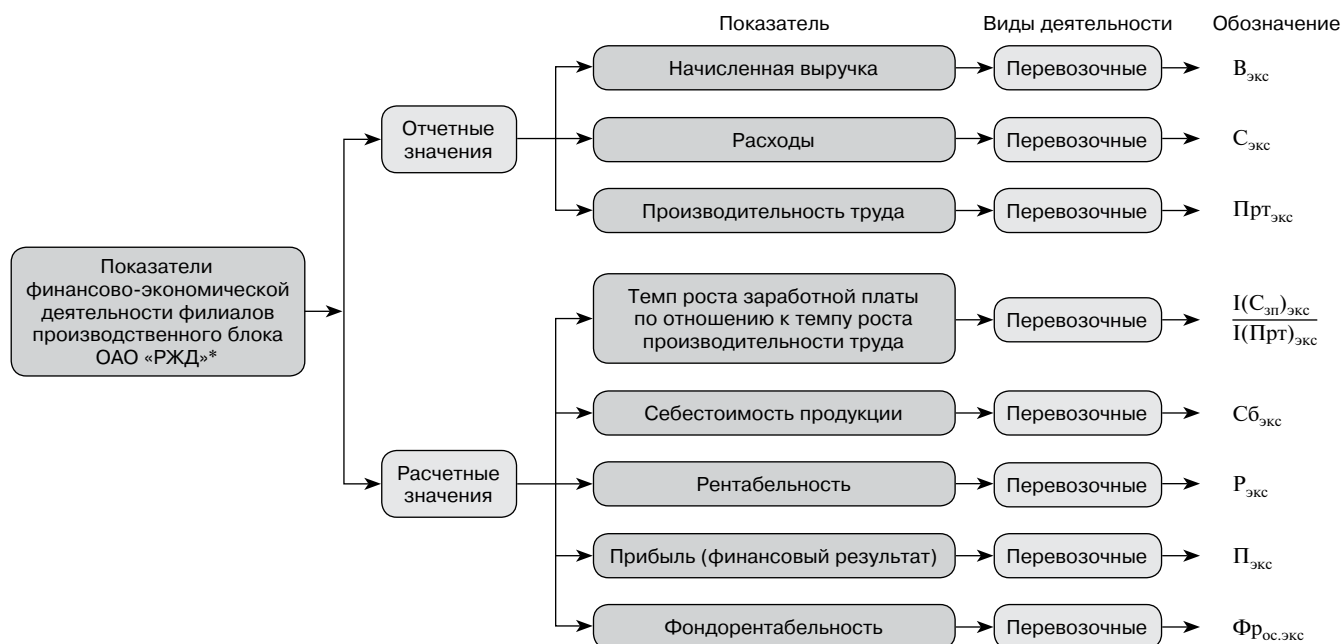 Показатель Виды деятельности Обозначение
Начисленная выручка Перевозочные Вэкс
Отчетные
значения
Расходы Перевозочные Сэкс
Производительность труда Перевозочные Пртэкс
Показатели
финансово-экономической
деятельности филиалов
производственного блока
ОАО «РЖД»*
Темп роста заработной платы
по отношению к темпу роста
производительности труда
Перевозочные
I(Сзп)экс
I(Прт)экс
Себестоимость продукции Перевозочные Сбэкс
Расчетные
значения
Рентабельность Перевозочные Рэкс
Прибыль (финансовый результат) Перевозочные Пэкс
Фондорентабельность Перевозочные Фрос.экс